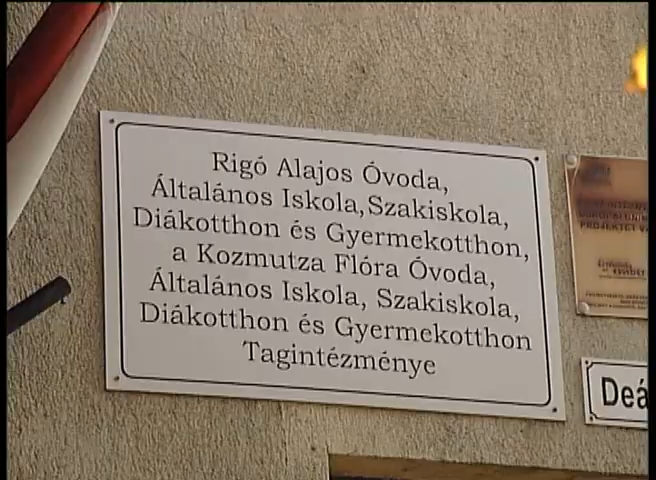 Rigó Alajos Óvoda,
Általános Iskola, Szakiskola,
Diákotthon és Gyermekotthon,
a Kozmutza Flóra Óvoda,
Általános Iskola, Szakiskola,
Diákotthon és Gyermekotthon
Tagintézménye
Deá